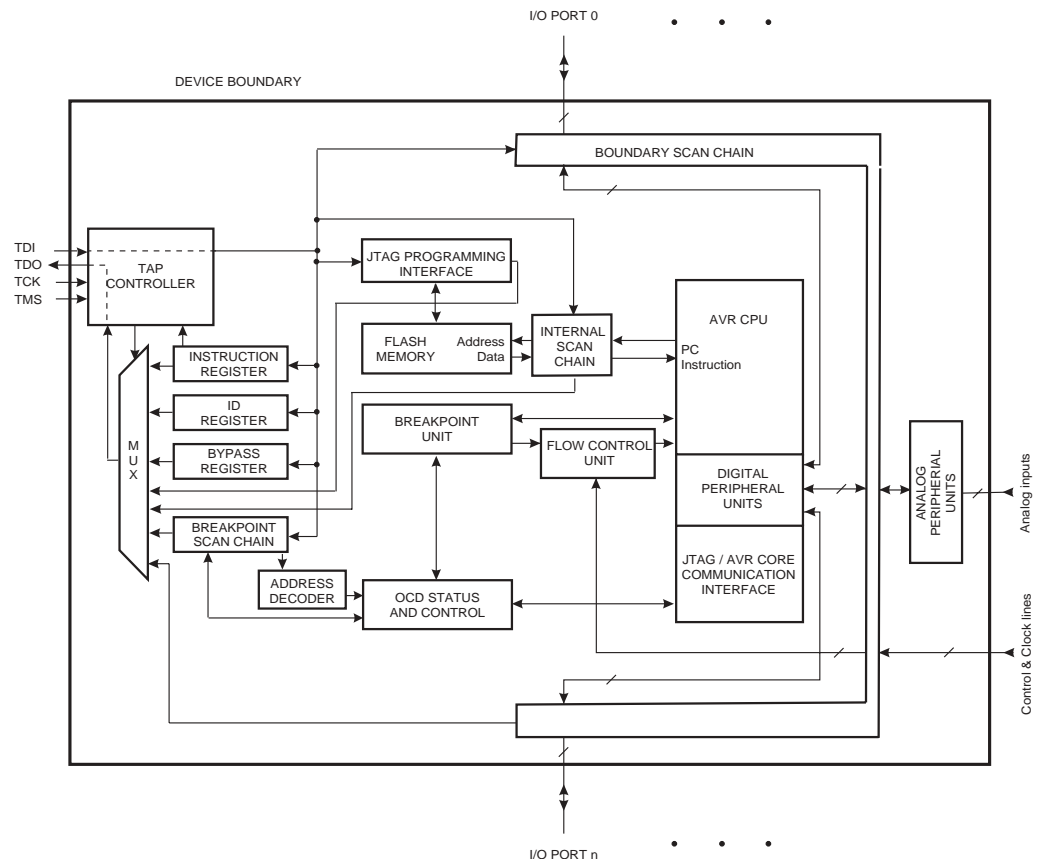 I/O PORT 0
DEVICE BOUNDARY
BOUNDARY SCAN CHAIN
TDI
TDO
TCK
TMS
TAP
CONTROLLER
JTAG PROGRAMMING
INTERFACE
AVR CPU
FLASH
MEMORY
Address
Data
INTERNAL
SCAN
CHAIN
PC
Instruction
INSTRUCTION
REGISTER
ID
REGISTER
M
U
X
BREAKPOINT
UNIT
FLOW CONTROL
UNIT
BYPASS
REGISTER
DIGITAL
PERIPHERAL
UNITS
ANALOG
PERIPHERIAL
UNITS
Analog inputs
BREAKPOINT
SCAN CHAIN
JTAG / AVR CORE
COMMUNICATION
INTERFACE
ADDRESS
DECODER
OCD STATUS
AND CONTROL
Control & Clock lines
I/O PORT n